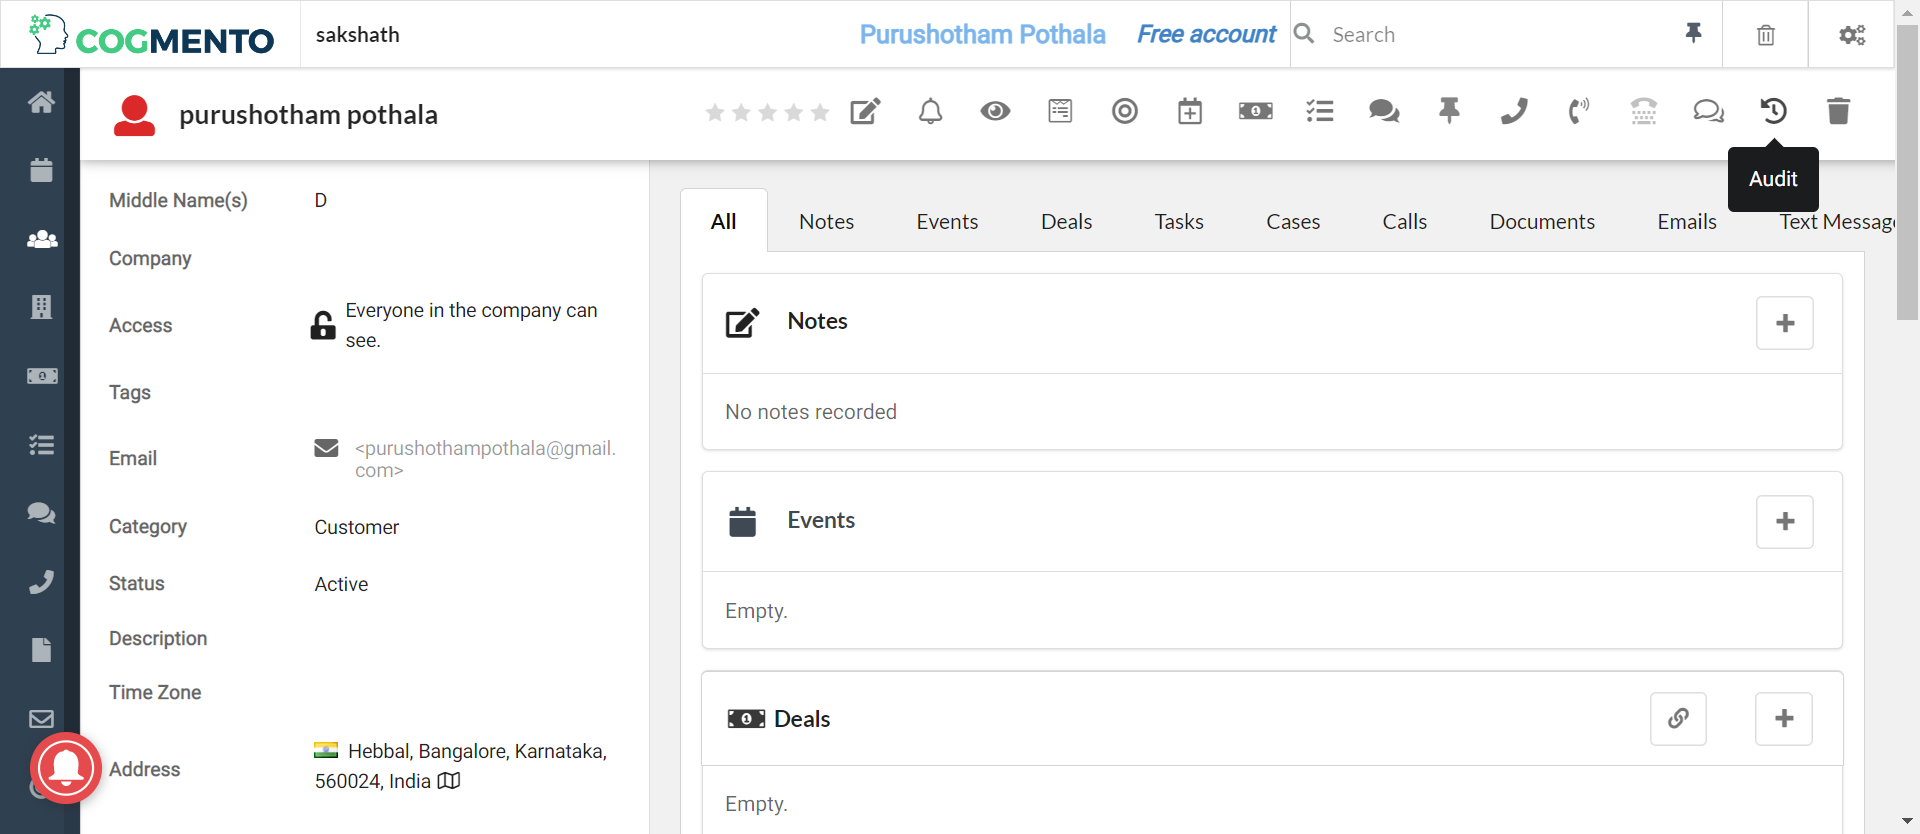 COGMENTO
sakshath
Purushotham Pothala
Free account
Search
purushotham pothala
Audit
Middle Name(s) D
Company
Access Everyone in the company can
see.
Tags
Email <purushothampothala@gmail.
com>
Category Customer
Status Active
Description
Time Zone
Address Hebbal, Bangalore, Karnataka,
560024, India
All Notes Events Deals Tasks Cases Calls Documents Emails Text Messag
Notes
No notes recorded
Events
Empty.
Deals
Empty.